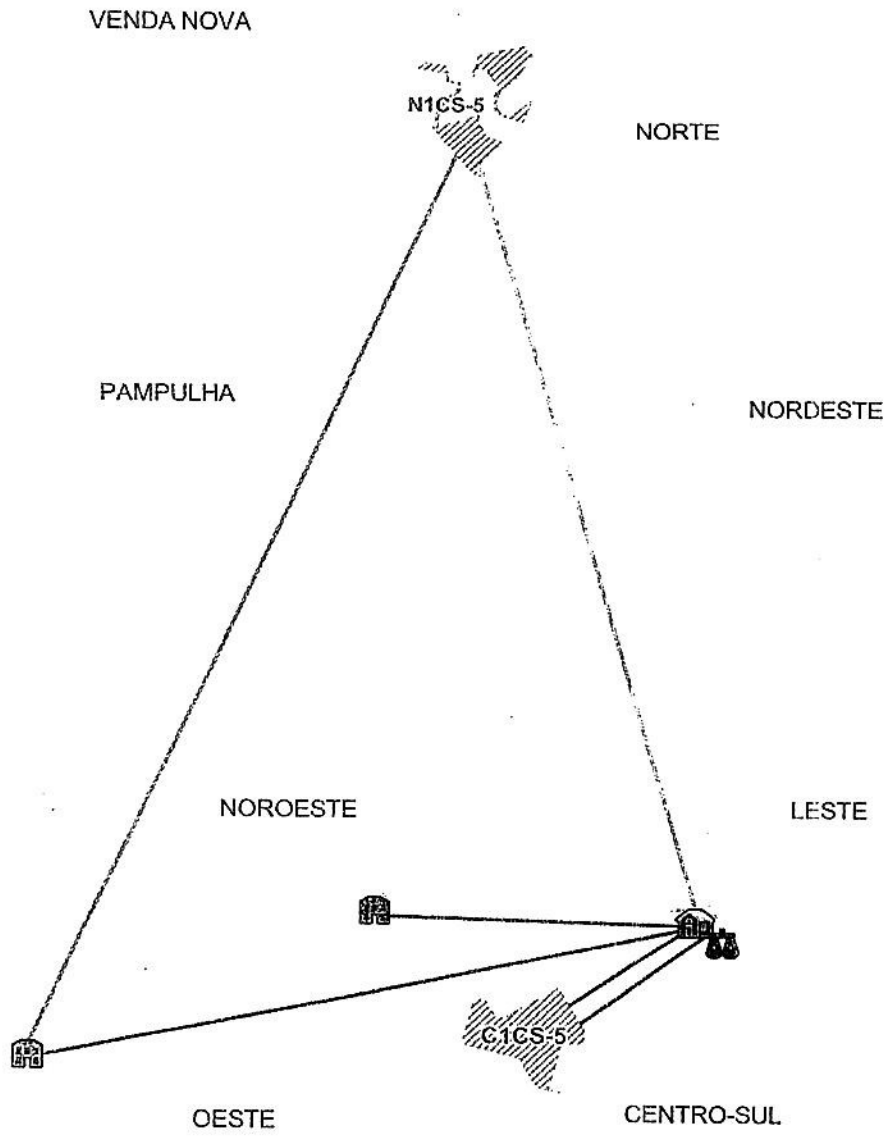 VENDA NOVA
N1CS-5
NORTE
PAMPULHA
NORDESTE
NOROESTE
LESTE
C1CS-5
OESTE
CENTRO-SUL